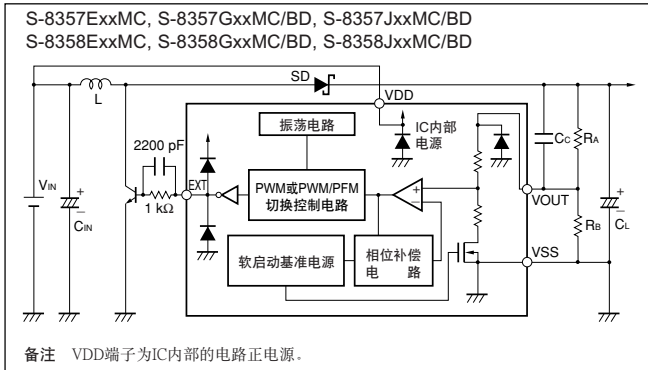 S-8357ExxMC, S-8357GxxMC/BD, S-8357JxxMC/BD
S-8358ExxMC, S-8358GxxMC/BD, S-8358JxxMC/BD
SD
VDD
L
振荡电路
IC内部
电源
2200 pF
CC
RA
EXT
VIN
+
−
CIN
1 kΩ
PWM或PWM/PFM
切换控制电路
+
−
VOUT
RB
+
−
CL
软启动基准电源
相位补偿
电 路
VSS
备注 VDD端子为IC内部的电路正电源。